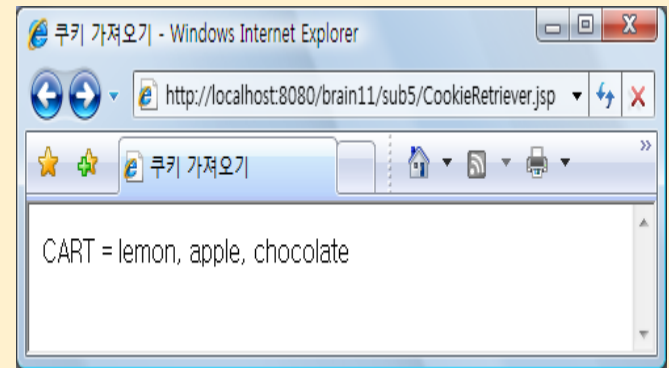 쿠키 가져오기 - Windows Internet Explorer
http://localhost:8080/brain11/sub5/CookieRetriever.jsp
쿠키 가져오기
CART = lemon, apple, chocolate